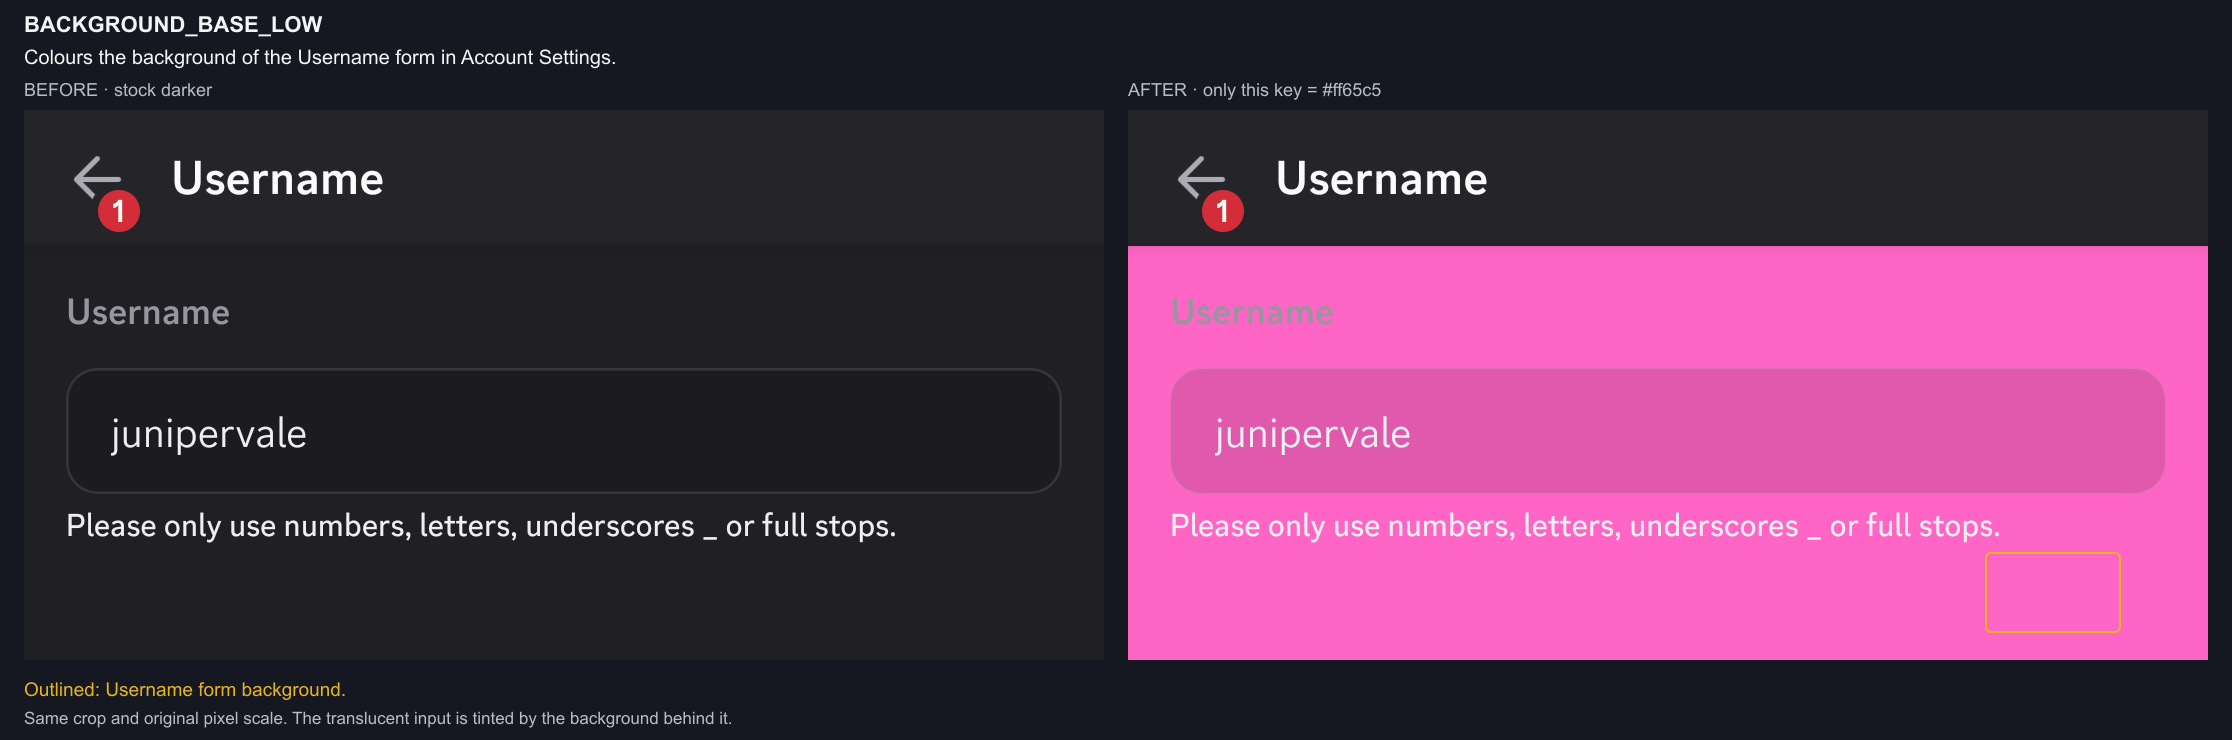 BACKGROUND_BASE_LOW
Colours the background of the Username form in Account Settings.
BEFORE · stock darker
AFTER · only this key = #ff65c5
1
Username
Username
junipervale
Please only use numbers, letters, underscores _ or full stops.
1
Username
Username
junipervale
Please only use numbers, letters, underscores _ or full stops.
Outlined: Username form background.
Same crop and original pixel scale. The translucent input is tinted by the background behind it.